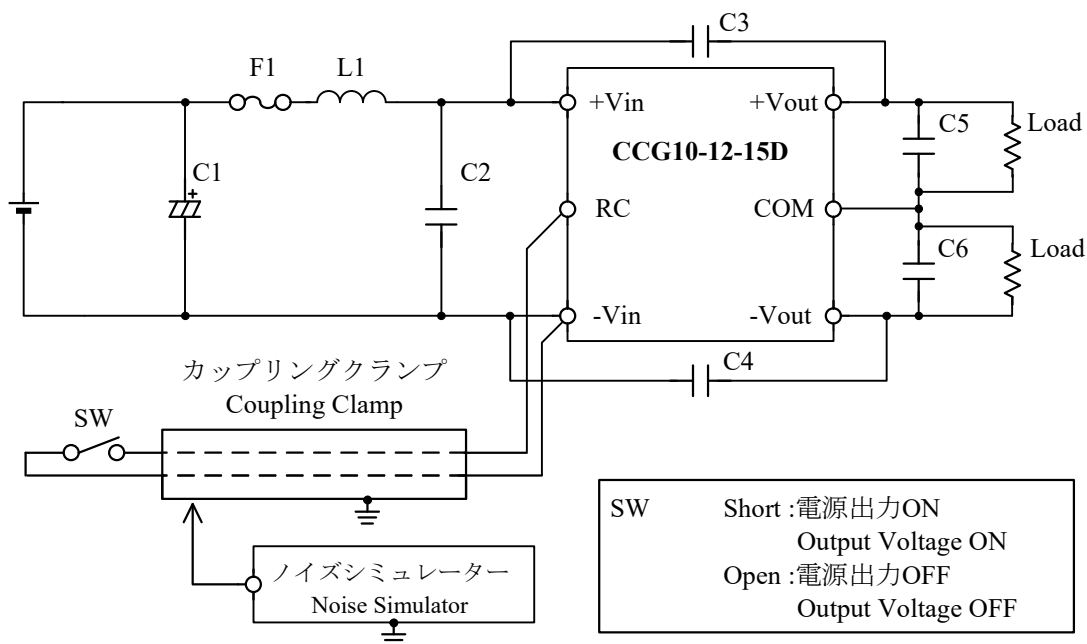 C3
F1
L1
+Vin
+Vout
C5
Load
CCG10-12-15D
C1
+
C2
RC
COM
C6
Load
-Vin
-Vout
C4
カップリングクランプ
Coupling Clamp
SW
ノイズシミュレーター
Noise Simulator
SW Short :電源出力ON
Output Voltage ON
Open :電源出力OFF
Output Voltage OFF